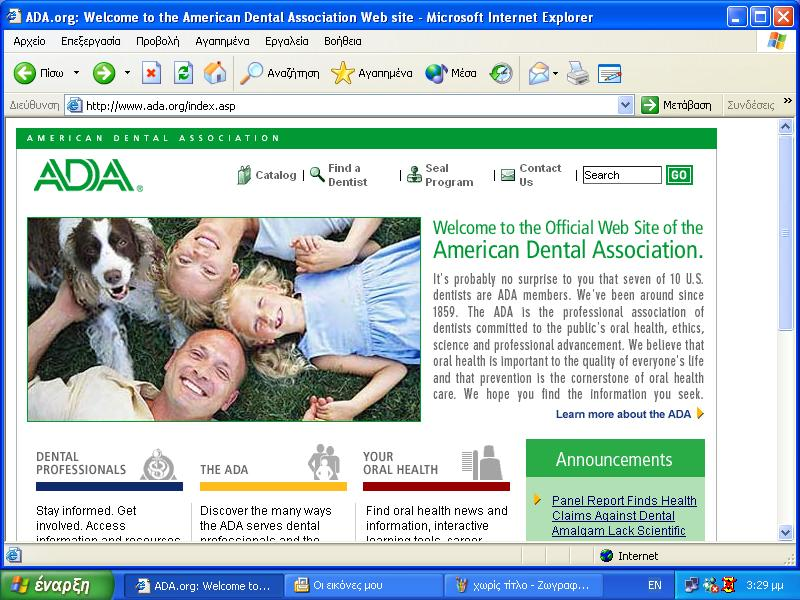 ADA.org: Welcome to the American Dental Association Web site - Microsoft Internet Explorer
Αρχείο Επεξεργασία Προβολή Αγαπημένα Εργαλεία Βοήθεια
Πίσω Αναζήτηση Αγαπημένα Μέσα
Διεύθυνση http://www.ada.org/index.asp Μετάβαση Συνδέσεις »
AMERICAN DENTAL ASSOCIATION
ADA®
Catalog | Find a Dentist | Seal Program | Contact Us | Search GO
Welcome to the Official Web Site of the
American Dental Association.
It's probably no surprise to you that seven of 10 U.S.
dentists are ADA members. We've been around since
1859. The ADA is the professional association of
dentists committed to the public's oral health, ethics,
science and professional advancement. We believe that
oral health is important to the quality of everyone's life
and that prevention is the cornerstone of oral health
care. We hope you find the information you seek.
Learn more about the ADA
DENTAL
PROFESSIONALS
Stay informed. Get
involved. Access
information and resources
THE ADA
Discover the many ways
the ADA serves dental
professionals and the
YOUR
ORAL HEALTH
Find oral health news and
information, interactive
learning tools, career
Announcements
Panel Report Finds Health
Claims Against Dental
Amalgam Lack Scientific
Internet
έναρξη ADA.org: Welcome to... Οι εικόνες μου χωρίς τίτλο - Ζωγραφ... EN 3:29 μμ